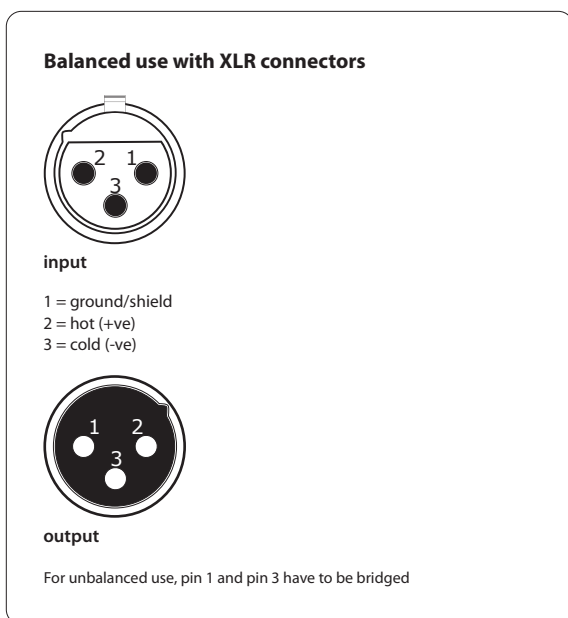 Balanced use with XLR connectors
2 1
3
input
1 = ground/shield
2 = hot (+ve)
3 = cold (-ve)
1 2
3
output
For unbalanced use, pin 1 and pin 3 have to be bridged